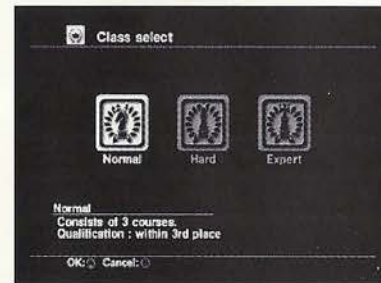 Class select
Normal Hard Expert
Normal
Consists of 3 courses.
Qualification : within 3rd place
OK: Cancel: